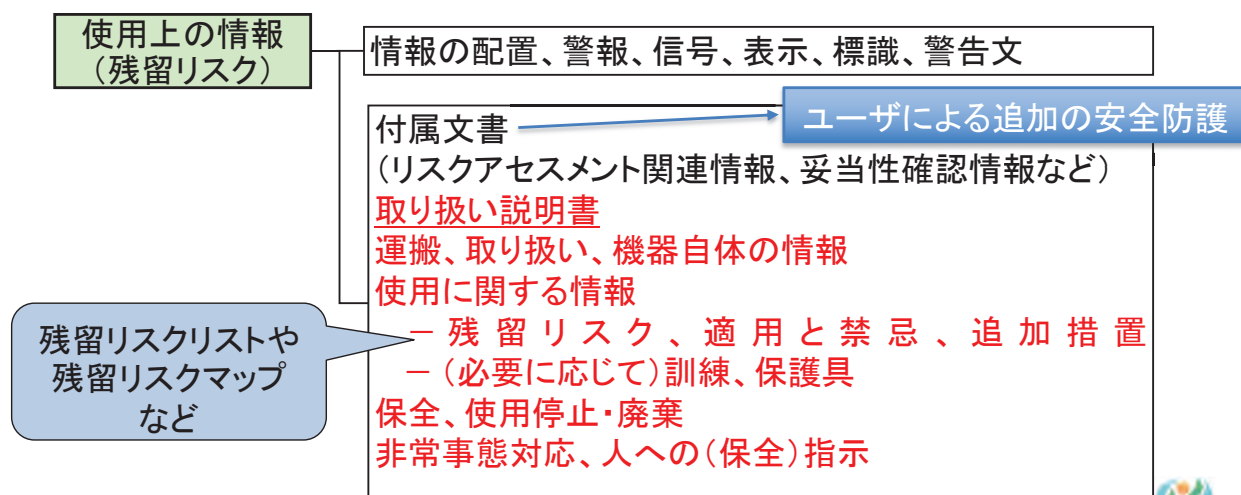 使用上の情報
（残留リスク）
情報の配置、警報、信号、表示、標識、警告文
付属文書
ユーザによる追加の安全防護
（リスクアセスメント関連情報、妥当性確認情報など）
取り扱い説明書
運搬、取り扱い、機器自体の情報
使用に関する情報
－残留リスク、適用と禁忌、追加措置
－（必要に応じて）訓練、保護具
保全、使用停止・廃棄
非常事態対応、人への（保全）指示
残留リスクリストや
残留リスクマップ
など